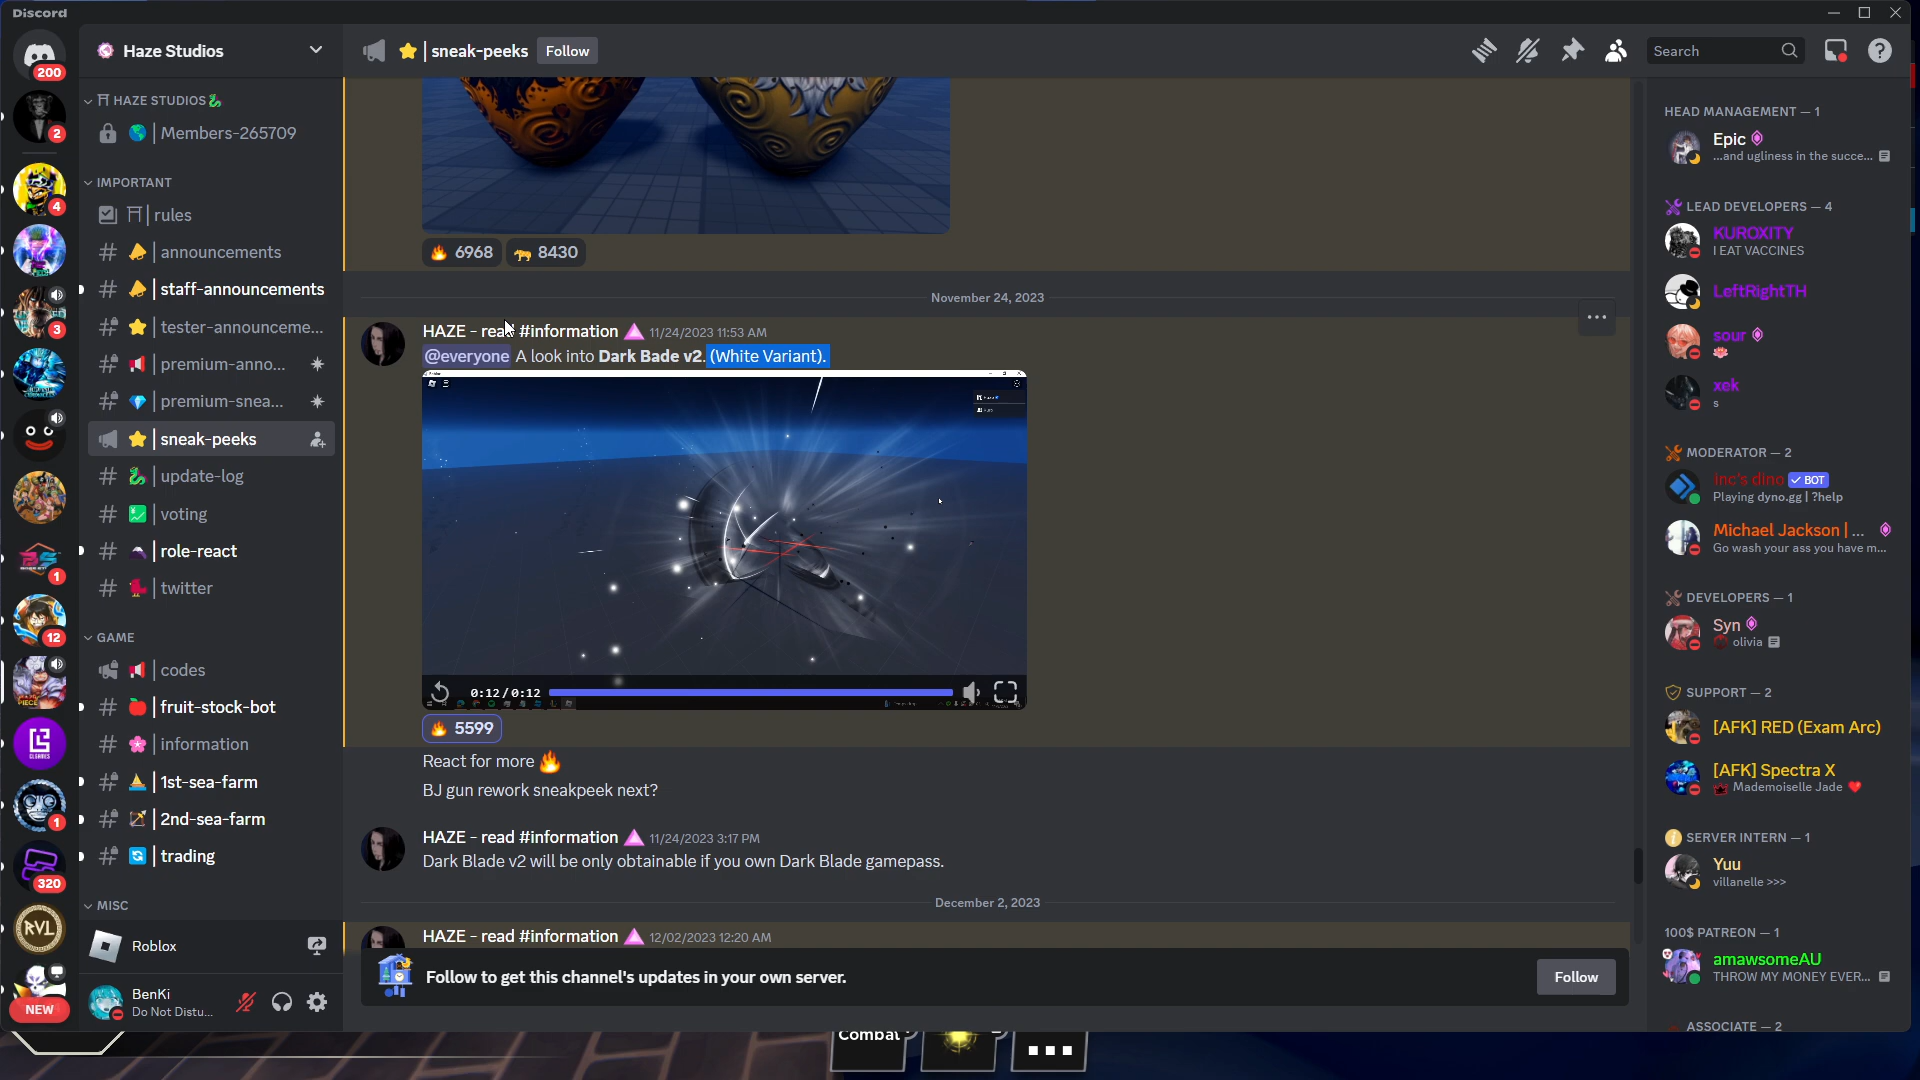 Discord
200
2
4
3
1
12
1
320
NEW
Haze Studios
HAZE STUDIOS
Members-265709
IMPORTANT
rules
announcements
staff-announcements
tester-announceme...
premium-anno...
premium-snea...
sneak-peeks
update-log
voting
role-react
twitter
GAME
codes
fruit-stock-bot
information
1st-sea-farm
2nd-sea-farm
trading
MISC
Roblox
BenKi
Do Not Distu...
sneak-peeks
Follow
Search
6968
8430
November 24, 2023
HAZE - read #information 11/24/2023 11:53 AM
@everyone A look into Dark Bade v2. (White Variant).
0:12/0:12
5599
React for more 🔥
BJ gun rework sneakpeek next?
HAZE - read #information 11/24/2023 3:17 PM
Dark Blade v2 will be only obtainable if you own Dark Blade gamepass.
December 2, 2023
HAZE - read #information 12/02/2023 12:20 AM
Follow to get this channel's updates in your own server.
Follow
HEAD MANAGEMENT — 1
Epic
...and ugliness in the succe...
LEAD DEVELOPERS — 4
KUROXITY
I EAT VACCINES
LeftRightTH
sour
xek
s
MODERATOR — 2
Inc's dino BOT
Playing dyno.gg | ?help
Michael Jackson | ...
Go wash your ass you have m...
DEVELOPERS — 1
Syn
olivia
SUPPORT — 2
[AFK] RED (Exam Arc)
[AFK] Spectra X
Mademoiselle Jade
SERVER INTERN — 1
Yuu
villanelle >>>
100$ PATREON — 1
amawsomeAU
THROW MY MONEY EVER...
ASSOCIATE — 2
Combat